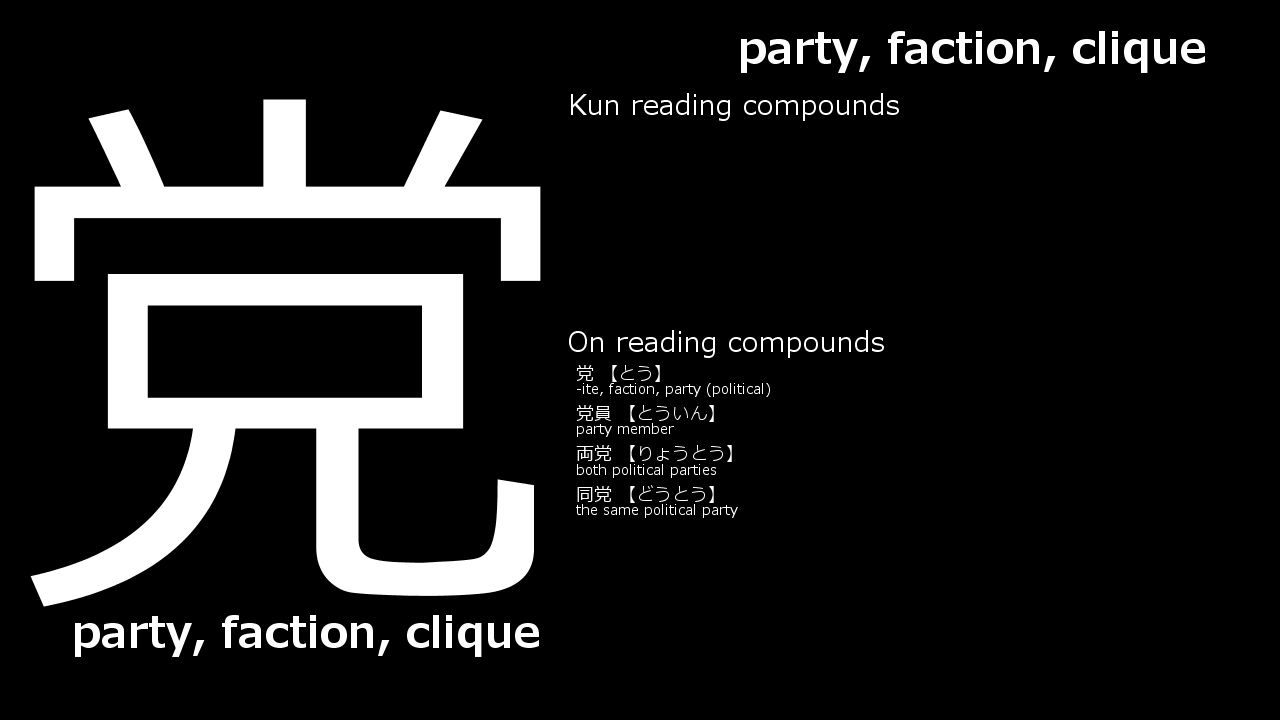 党
party, faction, clique
party, faction, clique
Kun reading compounds
On reading compounds
党 【とう】
-ite, faction, party (political)
党員 【とういん】
party member
両党 【りょうとう】
both political parties
同党 【どうとう】
the same political party